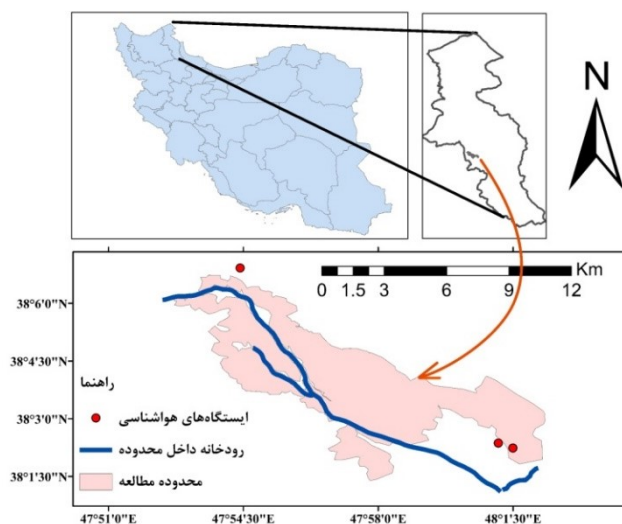 N
Km
0 1.5 3 6 9 12
38°6'0"N
38°4'30"N
38°3'0"N
38°1'30"N
راهنما
ایستگاه‌های هواشناسی
رودخانه داخل محدوده
محدوده مطالعه
47°51'0"E 47°54'30"E 47°58'0"E 48°1'30"E